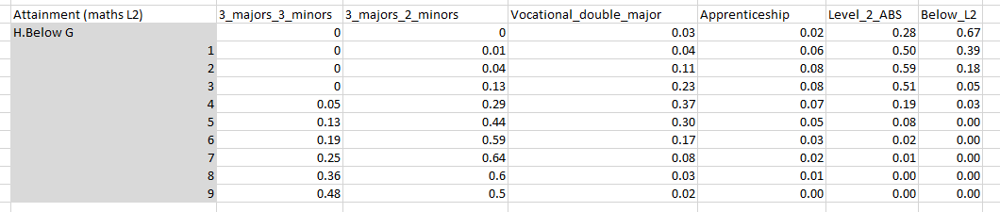 Attainment (maths L2) 3_majors_3_minors 3_majors_2_minors Vocational_double_major Apprenticeship Level_2_ABS Below_L2
H.Below G 0 0 0.03 0.02 0.28 0.67
1 0 0.01 0.04 0.06 0.50 0.39
2 0 0.04 0.11 0.08 0.59 0.18
3 0 0.13 0.23 0.08 0.51 0.05
4 0.05 0.29 0.37 0.07 0.19 0.03
5 0.13 0.44 0.30 0.05 0.08 0.00
6 0.19 0.59 0.17 0.03 0.02 0.00
7 0.25 0.64 0.08 0.02 0.01 0.00
8 0.36 0.6 0.03 0.01 0.00 0.00
9 0.48 0.5 0.02 0.00 0.00 0.00